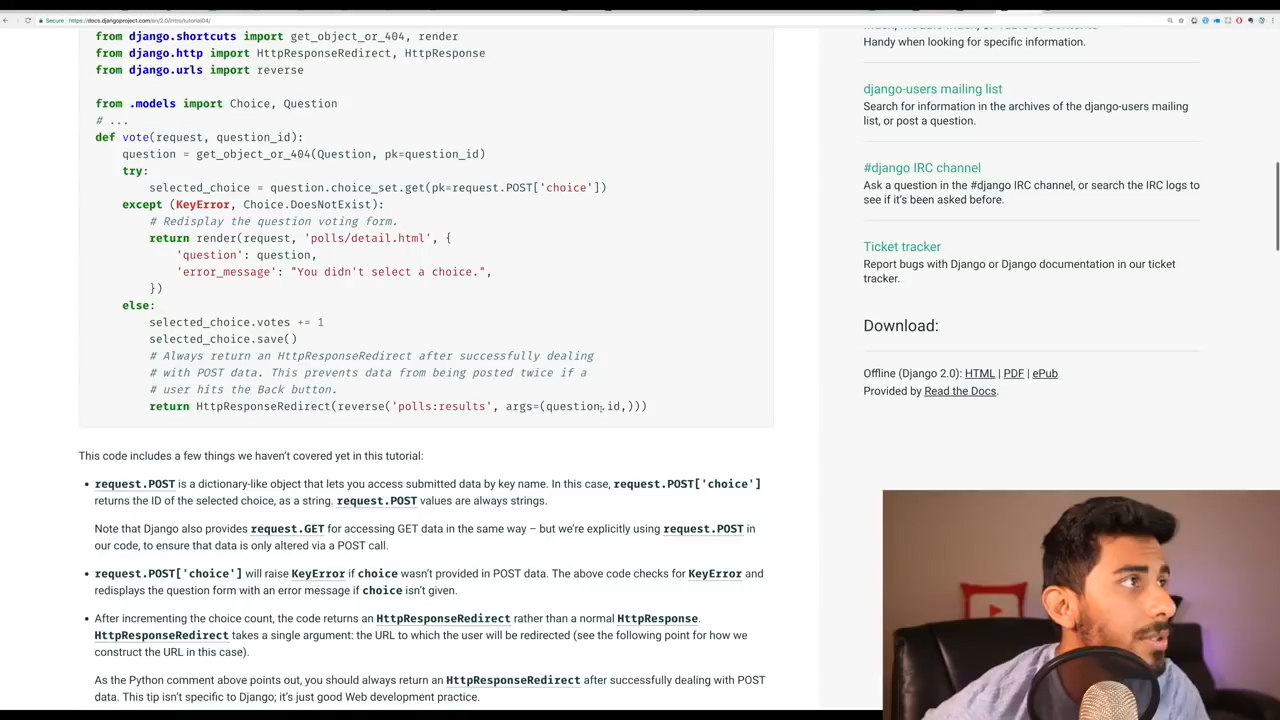 Secure https://docs.djangoproject.com/en/2.0/intro/tutorial04/
from django.shortcuts import get_object_or_404, render
from django.http import HttpResponseRedirect, HttpResponse
from django.urls import reverse
from .models import Choice, Question
# ...
def vote(request, question_id):
question = get_object_or_404(Question, pk=question_id)
try:
selected_choice = question.choice_set.get(pk=request.POST['choice'])
except (KeyError, Choice.DoesNotExist):
# Redisplay the question voting form.
return render(request, 'polls/detail.html', {
'question': question,
'error_message': "You didn't select a choice.",
})
else:
selected_choice.votes += 1
selected_choice.save()
# Always return an HttpResponseRedirect after successfully dealing
# with POST data. This prevents data from being posted twice if a
# user hits the Back button.
return HttpResponseRedirect(reverse('polls:results', args=(question.id,)))
This code includes a few things we haven't covered yet in this tutorial:
• request.POST is a dictionary-like object that lets you access submitted data by key name. In this case, request.POST['choice']
returns the ID of the selected choice, as a string. request.POST values are always strings.
Note that Django also provides request.GET for accessing GET data in the same way – but we're explicitly using request.POST in
our code, to ensure that data is only altered via a POST call.
• request.POST['choice'] will raise KeyError if choice wasn't provided in POST data. The above code checks for KeyError and
redisplays the question form with an error message if choice isn't given.
• After incrementing the choice count, the code returns an HttpResponseRedirect rather than a normal HttpResponse.
HttpResponseRedirect takes a single argument: the URL to which the user will be redirected (see the following point for how we
construct the URL in this case).
As the Python comment above points out, you should always return an HttpResponseRedirect after successfully dealing with POST
data. This tip isn't specific to Django; it's just good Web development practice.
Handy when looking for specific information.
django-users mailing list
Search for information in the archives of the django-users mailing
list, or post a question.
#django IRC channel
Ask a question in the #django IRC channel, or search the IRC logs to
see if it's been asked before.
Ticket tracker
Report bugs with Django or Django documentation in our ticket
tracker.
Download:
Offline (Django 2.0): HTML | PDF | ePub
Provided by Read the Docs.